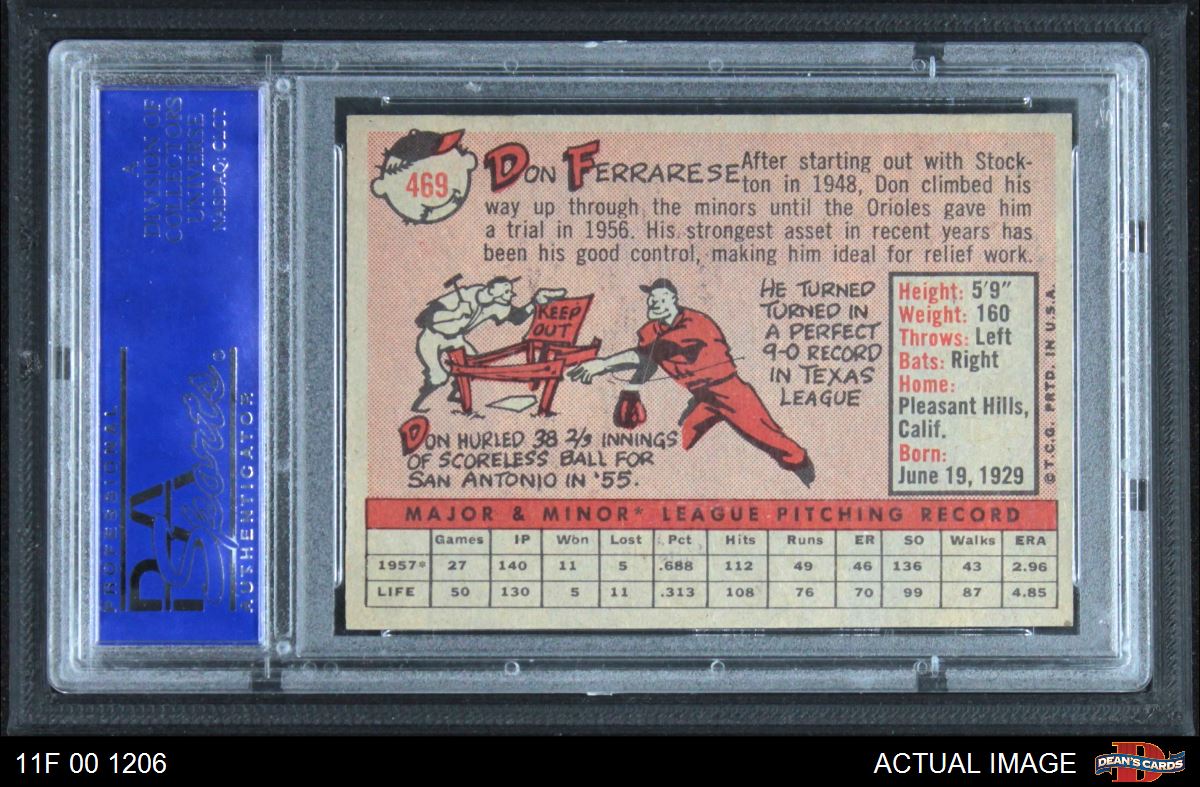 A
DIVISION OF
COLLECTORS
UNIVERSE
NASDAQ: CLCT
PROFESSIONAL
PSA
Sports
AUTHENTICATOR
469
DON FERRARESE
After starting out with Stock-
ton in 1948, Don climbed his
way up through the minors until the Orioles gave him
a trial in 1956. His strongest asset in recent years has
been his good control, making him ideal for relief work.
KEEP
OUT
HE TURNED
TURNED IN
A PERFECT
9-0 RECORD
IN TEXAS
LEAGUE
DON HURLED 38 2/3 INNINGS
OF SCORELESS BALL FOR
SAN ANTONIO IN '55.
Height: 5'9"
Weight: 160
Throws: Left
Bats: Right
Home:
Pleasant Hills,
Calif.
Born:
June 19, 1929
© T.C.G. PRTD. IN U.S.A.
MAJOR & MINOR* LEAGUE PITCHING RECORD
Games IP Won Lost Pct Hits Runs ER SO Walks ERA
1957* 27 140 11 5 .688 112 49 46 136 43 2.96
LIFE 50 130 5 11 .313 108 76 70 99 87 4.85
11F 00 1206
ACTUAL IMAGE
D
DEAN'S CARDS